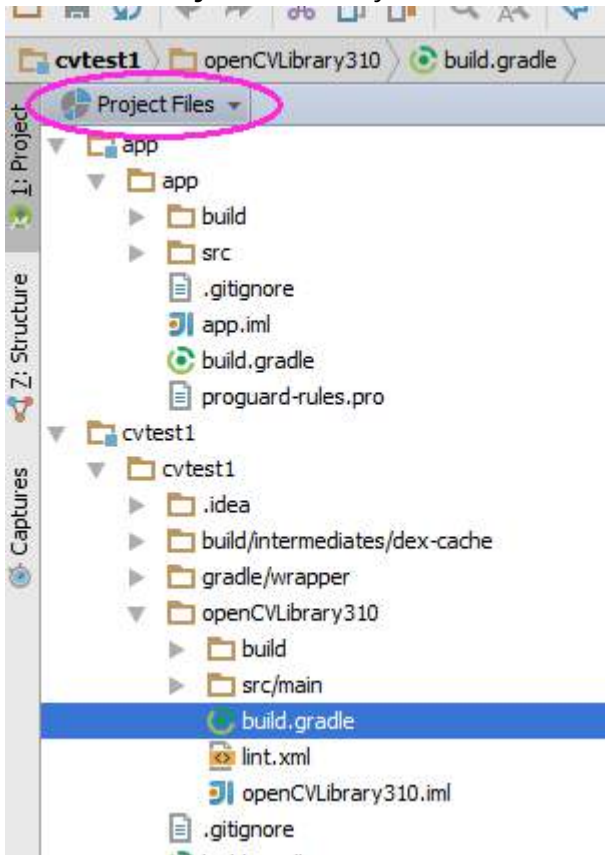 cvtest1 openCVLibrary310 build.gradle
Project Files
1: Project
7: Structure
Captures
app
app
build
src
.gitignore
app.iml
build.gradle
proguard-rules.pro
cvtest1
cvtest1
.idea
build/intermediates/dex-cache
gradle/wrapper
openCVLibrary310
build
src/main
build.gradle
lint.xml
openCVLibrary310.iml
.gitignore